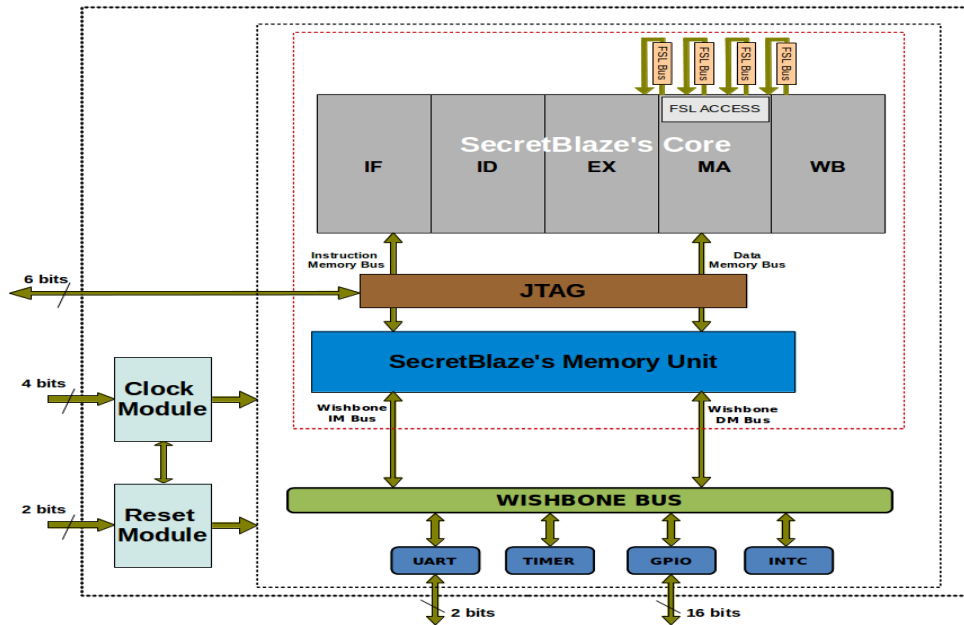 FSL Bus
FSL Bus
FSL Bus
FSL Bus
FSL ACCESS
SecretBlaze's Core
IF
ID
EX
MA
WB
Instruction
Memory Bus
Data
Memory Bus
6 bits
JTAG
SecretBlaze's Memory Unit
4 bits
Clock
Module
Wishbone
IM Bus
Wishbone
DM Bus
2 bits
Reset
Module
WISHBONE BUS
UART
TIMER
GPIO
INTC
2 bits
16 bits